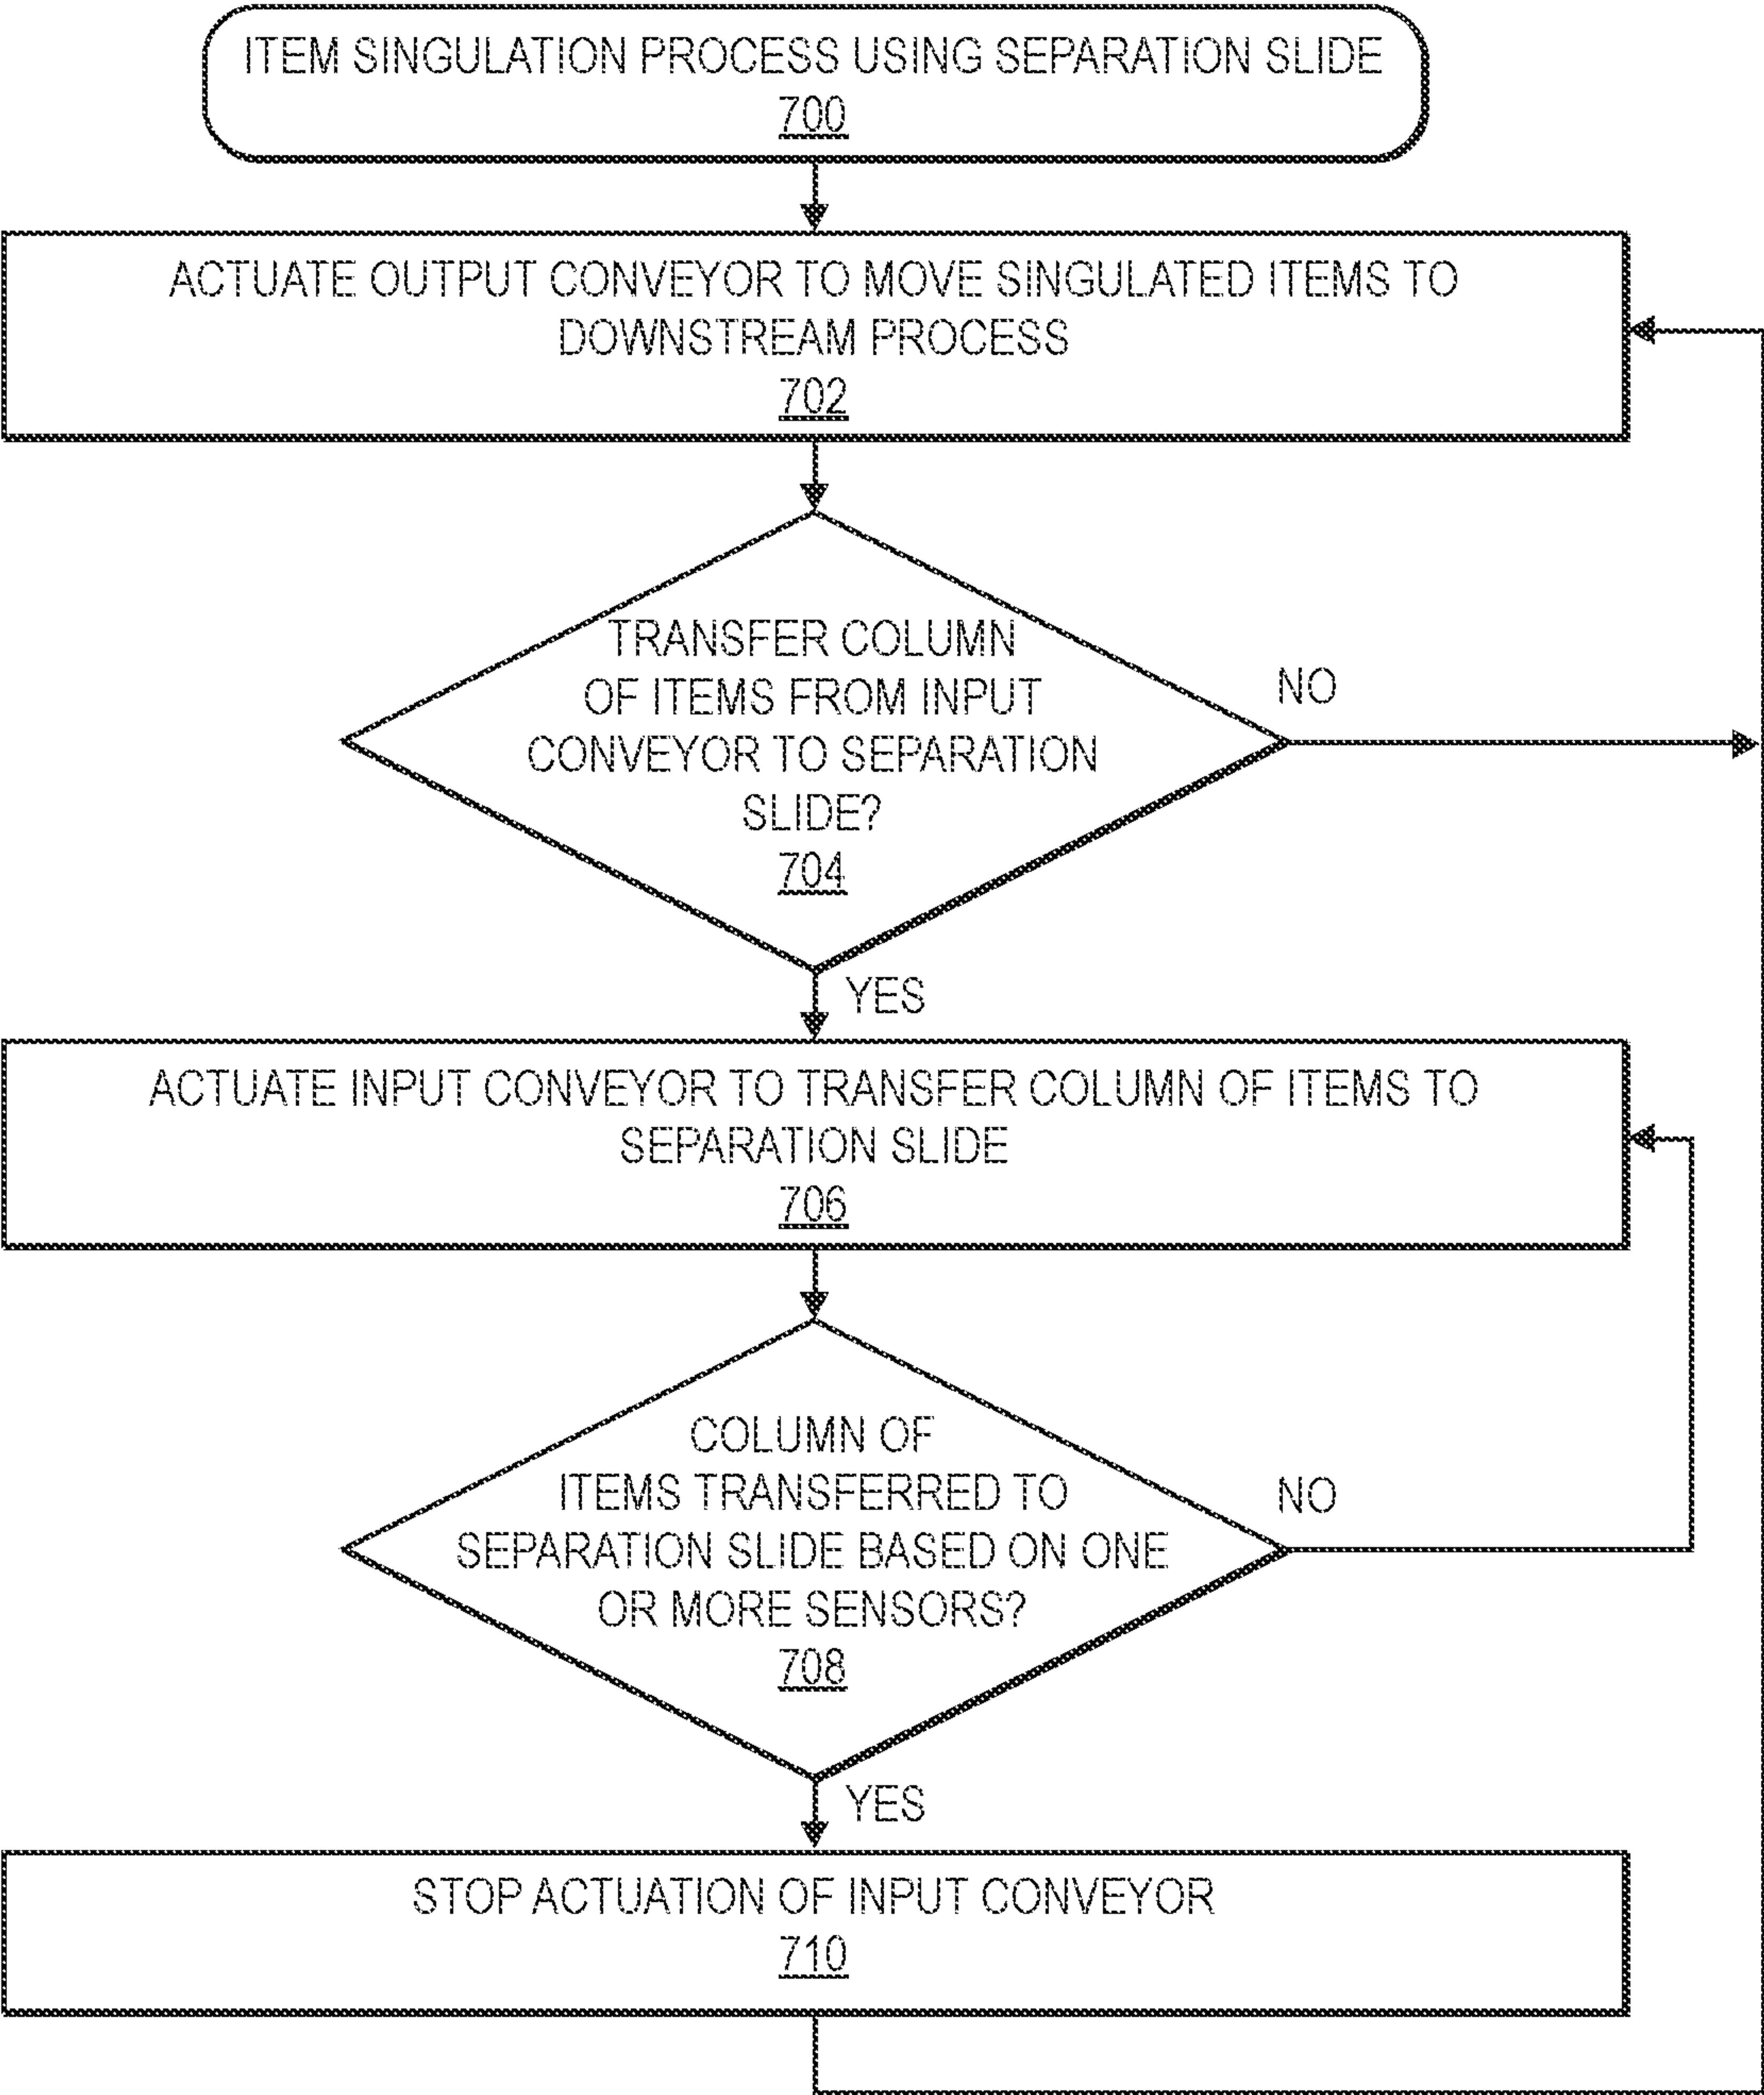 ITEM SINGULATION PROCESS USING SEPARATION SLIDE
700
ACTUATE OUTPUT CONVEYOR TO MOVE SINGULATED ITEMS TO
DOWNSTREAM PROCESS
702
TRANSFER COLUMN
OF ITEMS FROM INPUT
CONVEYOR TO SEPARATION
SLIDE?
704
NO
YES
ACTUATE INPUT CONVEYOR TO TRANSFER COLUMN OF ITEMS TO
SEPARATION SLIDE
706
COLUMN OF
ITEMS TRANSFERRED TO
SEPARATION SLIDE BASED ON ONE
OR MORE SENSORS?
708
NO
YES
STOP ACTUATION OF INPUT CONVEYOR
710